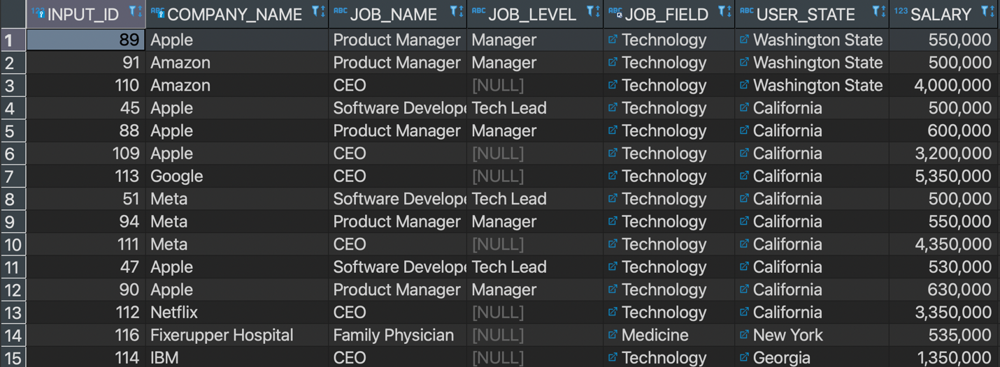 123 INPUT_ID ABC COMPANY_NAME ABC JOB_NAME ABC JOB_LEVEL ABC JOB_FIELD ABC USER_STATE 123 SALARY
1 89 Apple Product Manager Manager Technology Washington State 550,000
2 91 Amazon Product Manager Manager Technology Washington State 500,000
3 110 Amazon CEO [NULL] Technology Washington State 4,000,000
4 45 Apple Software Develope Tech Lead Technology California 500,000
5 88 Apple Product Manager Manager Technology California 600,000
6 109 Apple CEO [NULL] Technology California 3,200,000
7 113 Google CEO [NULL] Technology California 5,350,000
8 51 Meta Software Develope Tech Lead Technology California 500,000
9 94 Meta Product Manager Manager Technology California 550,000
10 111 Meta CEO [NULL] Technology California 4,350,000
11 47 Apple Software Develope Tech Lead Technology California 530,000
12 90 Apple Product Manager Manager Technology California 630,000
13 112 Netflix CEO [NULL] Technology California 3,350,000
14 116 Fixerupper Hospital Family Physician [NULL] Medicine New York 535,000
15 114 IBM CEO [NULL] Technology Georgia 1,350,000